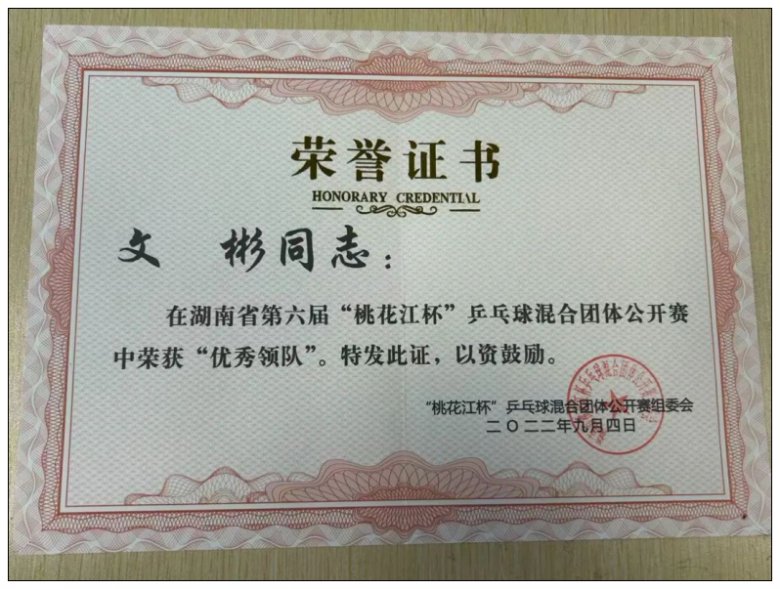 荣誉证书
HONORARY CREDENTIAL
文 彬同志：
在湖南省第六届“桃花江杯”乒乓球混合团体公开赛
中荣获“优秀领队”。特发此证，以资鼓励。
“桃花江杯”乒乓球混合团体公开赛组委会
二〇二二年九月四日